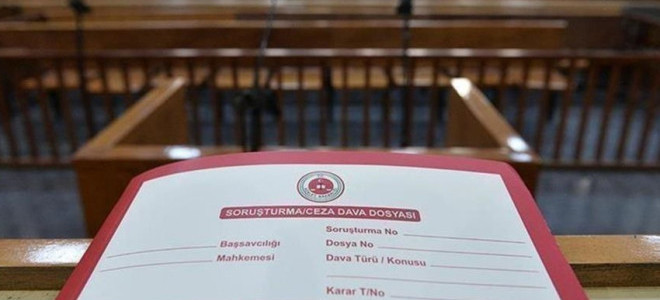 SORUŞTURMA/CEZA DAVA DOSYASI
Soruşturma No
Başsavcılığı Dosya No
Mahkemesi Dava Türü / Konusu
Karar T/No